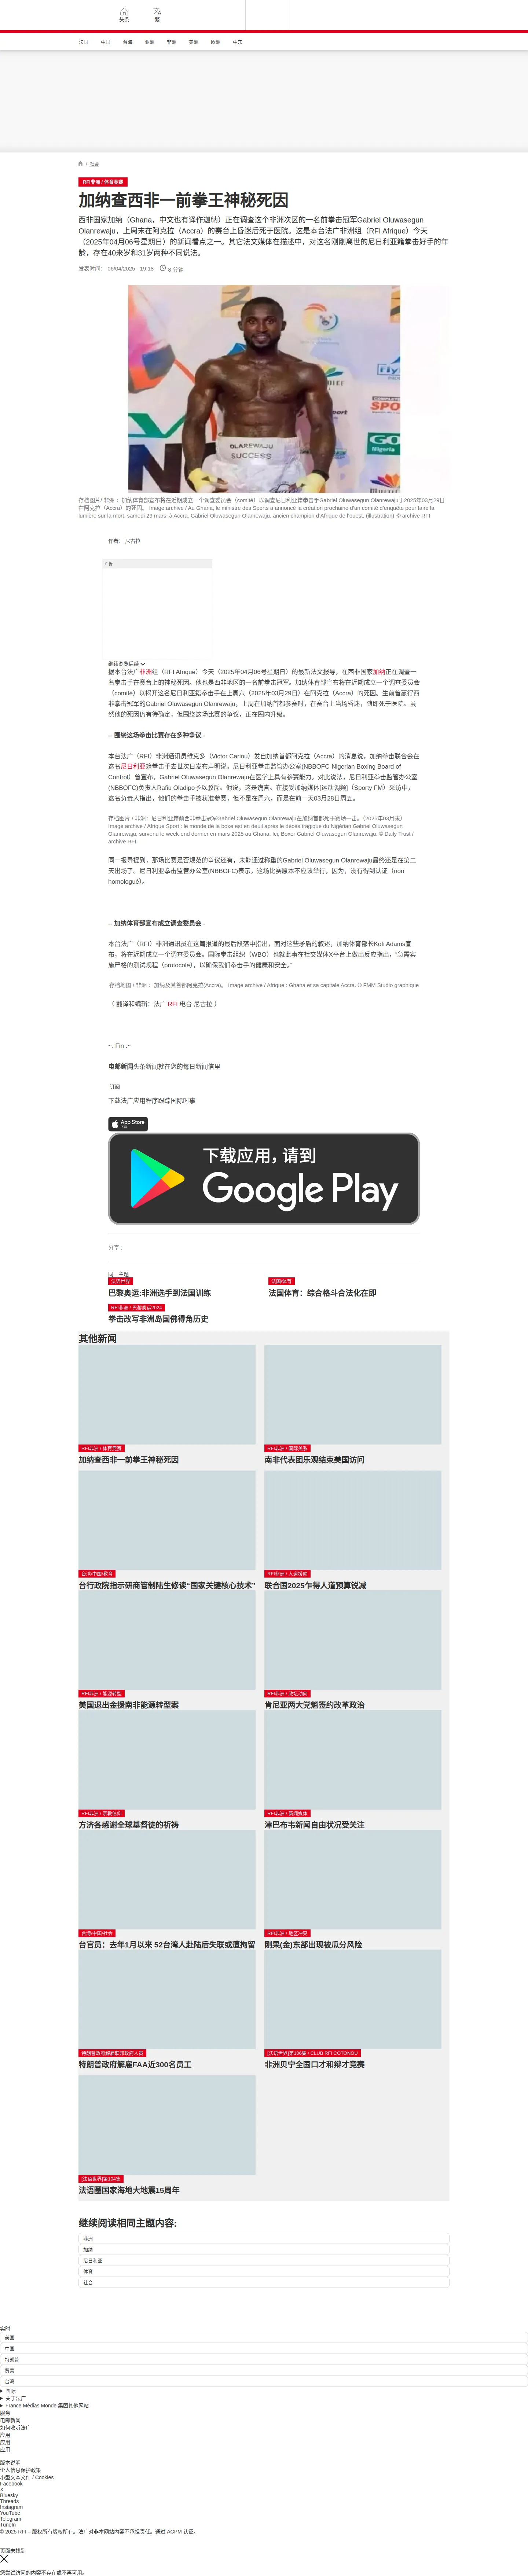 头条
繁
法国 中国 台海 亚洲 非洲 美洲 欧洲 中东
/ 社会
RFI非洲 / 体育竞赛
加纳查西非一前拳王神秘死因
西非国家加纳（Ghana，中文也有译作迦纳）正在调查这个非洲次区的一名前拳击冠军Gabriel Oluwasegun
Olanrewaju，上周末在阿克拉（Accra）的赛台上昏迷后死于医院。这是本台法广非洲组（RFI Afrique）今天
（2025年04月06号星期日）的新闻看点之一。其它法文媒体在描述中，对这名刚刚离世的尼日利亚籍拳击好手的年
龄，存在40来岁和31岁两种不同说法。
发表时间： 06/04/2025 - 19:16 8 分钟
OLAREWAJU
SUCCESS
COMPULSORY
SPO
存档图片/ 非洲 ：加纳体育部宣布将在近期成立一个调查委员会（comité）以调查尼日利亚籍拳击手Gabriel Oluwasegun Olanrewaju于2025年03月29日
在阿克拉（Accra）的死因。 Image archive / Au Ghana, le ministre des Sports a annoncé la création prochaine d'un comité d'enquête pour faire la
lumière sur la mort, samedi 29 mars, à Accra. Gabriel Oluwasegun Olanrewaju, ancien champion d'Afrique de l'ouest. (illustration) © archive RFI
作者： 尼古拉
广告
继续浏览后续
据本台法广非洲组（RFI Afrique）今天（2025年04月06号星期日）的最新法文报导，在西非国家加纳正在调查一
名拳击手在赛台上的神秘死因。他也是西非地区的一名前拳击冠军。加纳体育部宣布将在近期成立一个调查委员会
（comité）以揭开这名尼日利亚籍拳击手在上周六（2025年03月29日）在阿克拉（Accra）的死因。生前曾赢得西
非拳击冠军的Gabriel Oluwasegun Olanrewaju，上周在加纳首都参赛时，在赛台上当场昏迷，随即死于医院。虽
然他的死因仍有待确定，但围绕这场比赛的争议，正在圈内升级。
-- 围绕这场拳击比赛存在多种争议 -
本台法广（RFI）非洲通讯员维克多（Victor Cariou）发自加纳首都阿克拉（Accra）的消息说，加纳拳击联合会在
这名尼日利亚籍拳击手去世次日发布声明说，尼日利亚拳击监管办公室(NBBOFC-Nigerian Boxing Board of
Control）曾宣布，Gabriel Oluwasegun Olanrewaju在医学上具有参赛能力。对此说法，尼日利亚拳击监管办公室
(NBBOFC)负责人Rafiu Oladipo予以驳斥。他说，这是谎言。在接受加纳媒体[运动调频]（Sporty FM）采访中，
这名负责人指出，他们的拳击手被获准参赛，但不是在周六，而是在前一天03月28日周五。
存档图片 / 非洲：尼日利亚籍西非前拳击冠军Gabriel Oluwasegun Olanrewaju在加纳首都死于赛场一击。（2025年03月末）
Image archive / Afrique Sport : le monde de la boxe est en deuil après le décès tragique du Nigérian Gabriel Oluwasegun
Olanrewaju, survenu le week-end dernier en mars 2025 au Ghana. Ici, Boxer Gabriel Oluwasegun Olanrewaju. © Daily Trust /
archive RFI
同一报导提到，那场比赛是否规范的争议还有，未能通过称重的Gabriel Oluwasegun Olanrewaju最终还是在第二
天出场了。尼日利亚拳击监管办公室(NBBOFC)表示，这场比赛原本不应该举行，因为，没有得到认证（non
homologué）。
-- 加纳体育部宣布成立调查委员会 -
本台法广（RFI）非洲通讯员在这篇报道的最后段落中指出，面对这些矛盾的叙述，加纳体育部长Kofi Adams宣
布，将在近期成立一个调查委员会。国际拳击组织（WBO）也就此事在社交媒体X平台上做出反应指出，“急需实
施严格的测试规程（protocole），以确保我们拳击手的健康和安全。”
存档地图 / 非洲 ：加纳及其首都阿克拉(Accra)。 Image archive / Afrique : Ghana et sa capitale Accra. © FMM Studio graphique
（ 翻译和编辑：法广 RFI 电台 尼古拉 ）
~. Fin .~
电邮新闻头条新闻就在您的每日新闻信里
订阅
下载法广应用程序跟踪国际时事
App Store
下载应用，请到
Google Play
分享 :
同一主题
法语世界
巴黎奥运:非洲选手到法国训练
法国/体育
法国体育：综合格斗合法化在即
RFI非洲 / 巴黎奥运2024
拳击改写非洲岛国佛得角历史
其他新闻
RFI非洲 / 体育竞赛
加纳查西非一前拳王神秘死因
RFI非洲 / 国际关系
南非代表团乐观结束美国访问
台湾/中国/教育
台行政院指示研商管制陆生修读“国家关键核心技术”
RFI非洲 / 人道援助
联合国2025乍得人道预算锐减
RFI非洲 / 能源转型
美国退出金援南非能源转型案
RFI非洲 / 政坛动向
肯尼亚两大党魁签约改革政治
RFI非洲 / 宗教信仰
方济各感谢全球基督徒的祈祷
RFI非洲 / 新闻媒体
津巴布韦新闻自由状况受关注
台湾/中国/社会
台官员：去年1月以来 52台湾人赴陆后失联或遭拘留
RFI非洲 / 地区冲突
刚果(金)东部出现被瓜分风险
特朗普政府解雇联邦政府人员
特朗普政府解雇FAA近300名员工
[法语世界]第106集 / CLUB RFI COTONOU
非洲贝宁全国口才和辩才竞赛
[法语世界]第104集
法语圈国家海地大地震15周年
继续阅读相同主题内容:
非洲
加纳
尼日利亚
体育
社会
实时
美国
中国
特朗普
贸易
台湾
国际
关于法广
France Médias Monde 集团其他网站
服务
电邮新闻
如何收听法广
应用
应用
应用
版本说明
个人信息保护政策
小型文本文件 / Cookies
Facebook
X
Bluesky
Threads
Instagram
YouTube
Telegram
TuneIn
© 2025 RFI – 版权所有版权所有。法广对非本网站内容不承担责任。通过 ACPM 认证。
页面未找到
您尝试访问的内容不存在或不再可用。